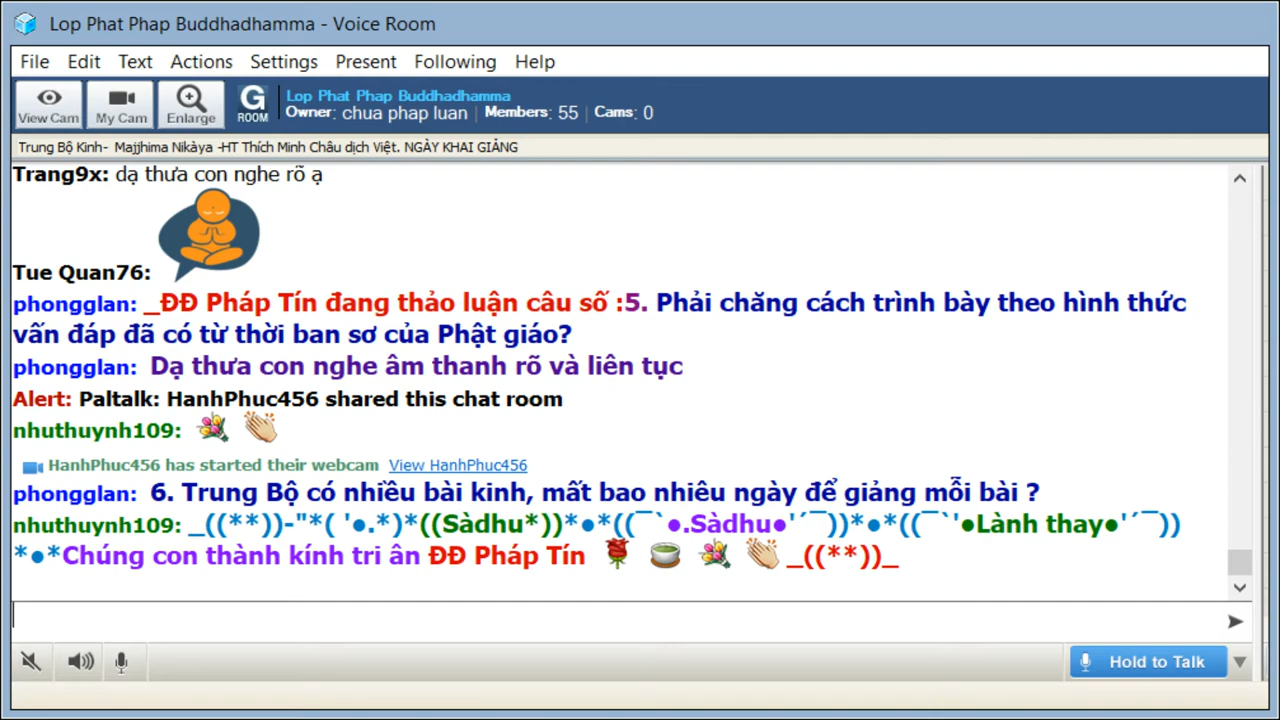 Lop Phat Phap Buddhadhamma - Voice Room
File Edit Text Actions Settings Present Following Help
View Cam My Cam Enlarge G ROOM
Lop Phat Phap Buddhadhamma
Owner: chua phap luan | Members: 55 | Cams: 0
Trung Bộ Kinh- Majjhima Nikàya -HT Thích Minh Châu dịch Việt. NGÀY KHAI GIẢNG
Trang9x: dạ thưa con nghe rõ ạ
Tue Quan76:
phongglan: _ĐĐ Pháp Tín đang thảo luận câu số :5. Phải chăng cách trình bày theo hình thức
vấn đáp đã có từ thời ban sơ của Phật giáo?
phongglan: Dạ thưa con nghe âm thanh rõ và liên tục
Alert: Paltalk: HanhPhuc456 shared this chat room
nhuthuynh109:
HanhPhuc456 has started their webcam View HanhPhuc456
phongglan: 6. Trung Bộ có nhiều bài kinh, mất bao nhiêu ngày để giảng mỗi bài ?
nhuthuynh109: _((**))-"*( '●.*)*((Sàdhu*))*●*((¯`●.Sàdhu●'´¯))*●*((¯`'●Lành thay●'´¯))
*●*Chúng con thành kính tri ân ĐĐ Pháp Tín _((**))_
Hold to Talk